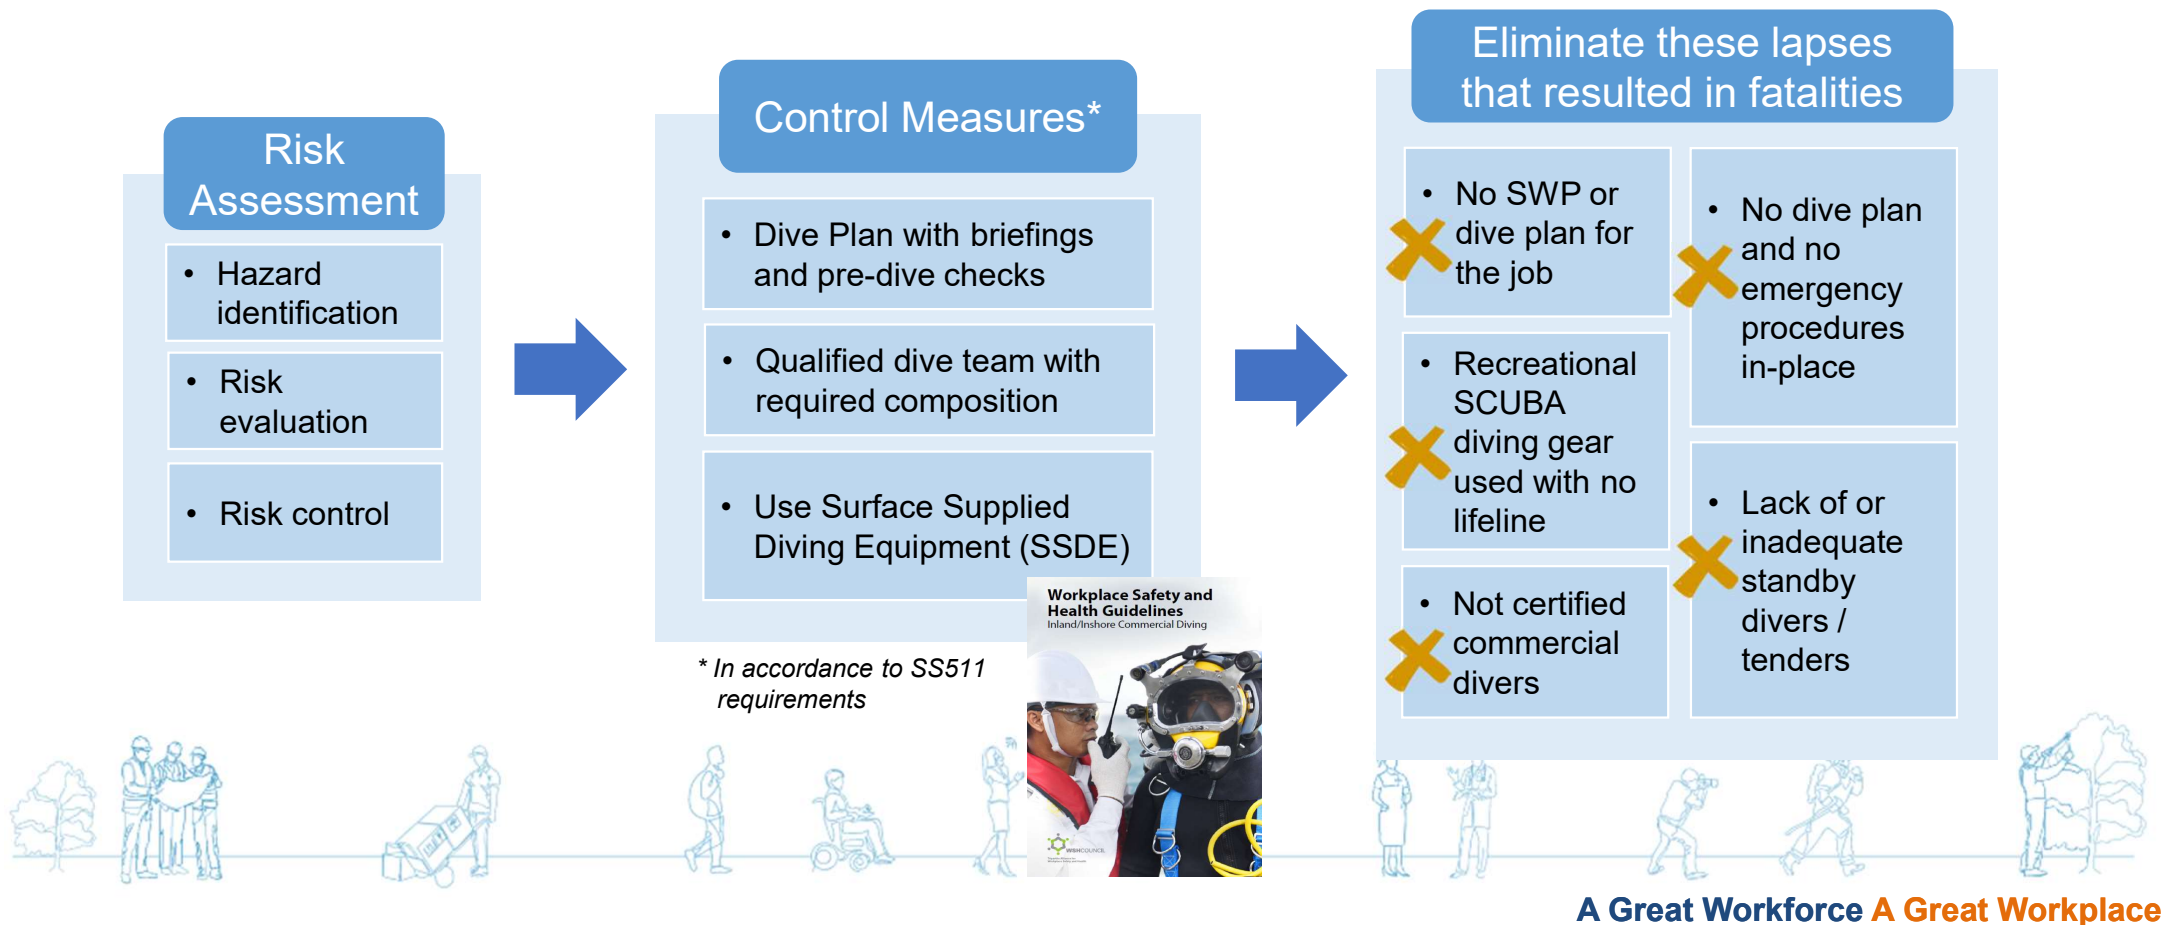 Risk
Assessment
• Hazard
identification
• Risk
evaluation
• Risk control
Control Measures*
• Dive Plan with briefings
and pre-dive checks
• Qualified dive team with
required composition
• Use Surface Supplied
Diving Equipment (SSDE)
* In accordance to SS511
requirements
Workplace Safety and
Health Guidelines
Inland/Inshore Commercial Diving
WSHCOUNCIL
Eliminate these lapses
that resulted in fatalities
• No SWP or
dive plan for
the job
• Recreational
SCUBA
diving gear
used with no
lifeline
• Not certified
commercial
divers
• No dive plan
and no
emergency
procedures
in-place
• Lack of or
inadequate
standby
divers /
tenders
A Great Workforce A Great Workplace